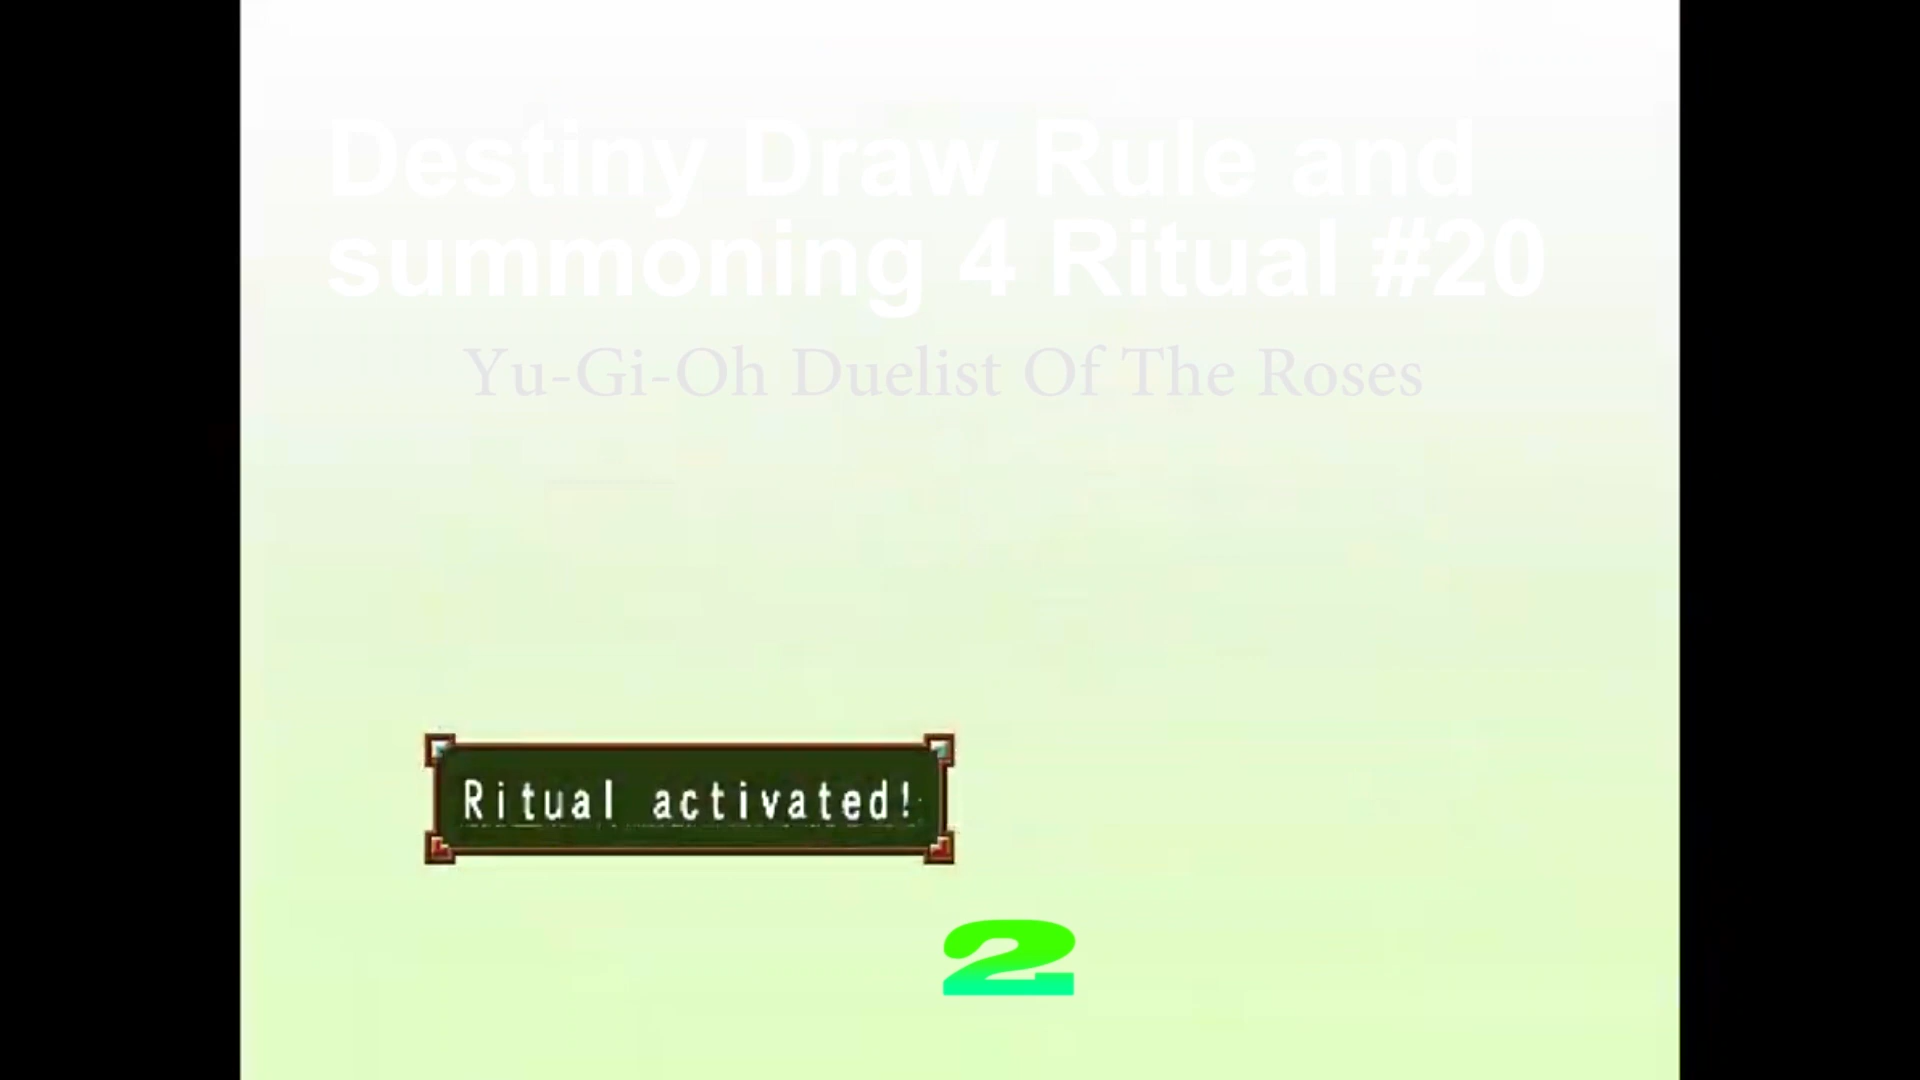 Destiny Draw Rule and
summoning 4 Ritual #20
Yu-Gi-Oh Duelist Of The Roses
Ritual activated!
2